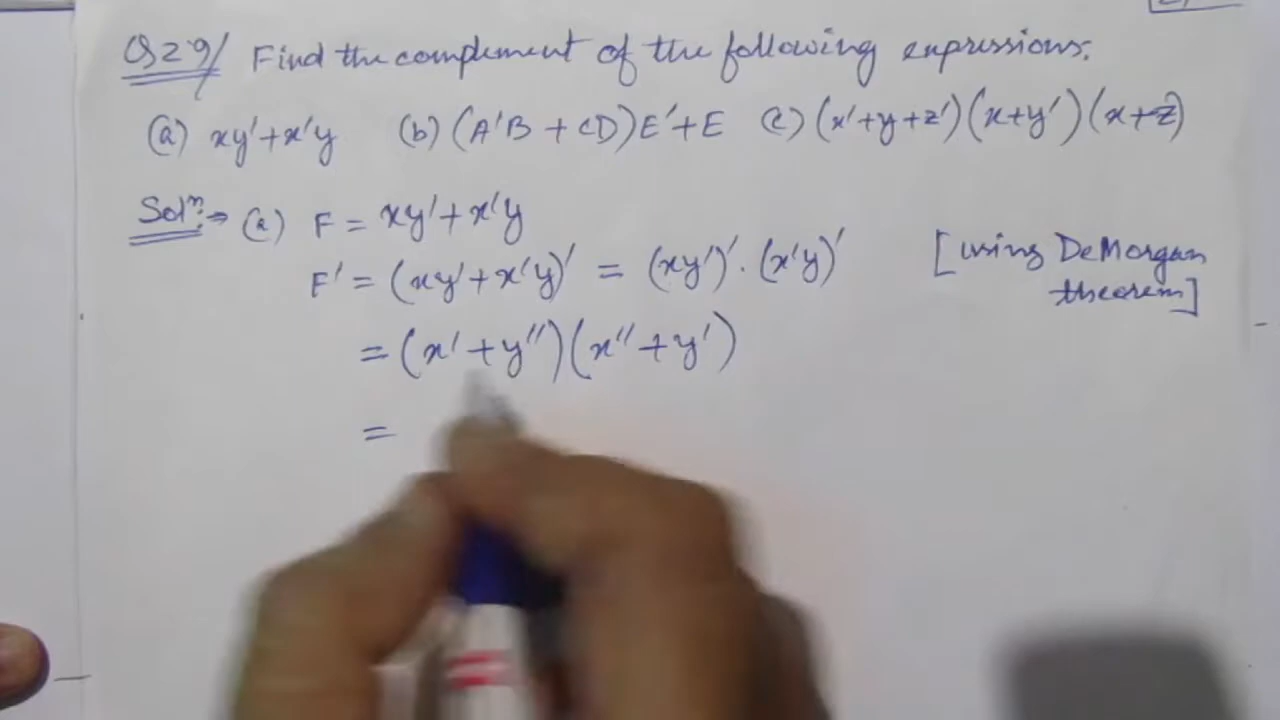 Q29/ Find the complement of the following expressions:
(a) xy'+x'y (b) (A'B + CD)E'+E (c) (x'+y+z')(x+y')(x+z)
Solⁿ:→ (a) F = xy'+x'y
F' = (xy'+x'y)' = (xy')'.(x'y)' [using DeMorgan
theorem]
= (x'+y'')(x''+y')
=